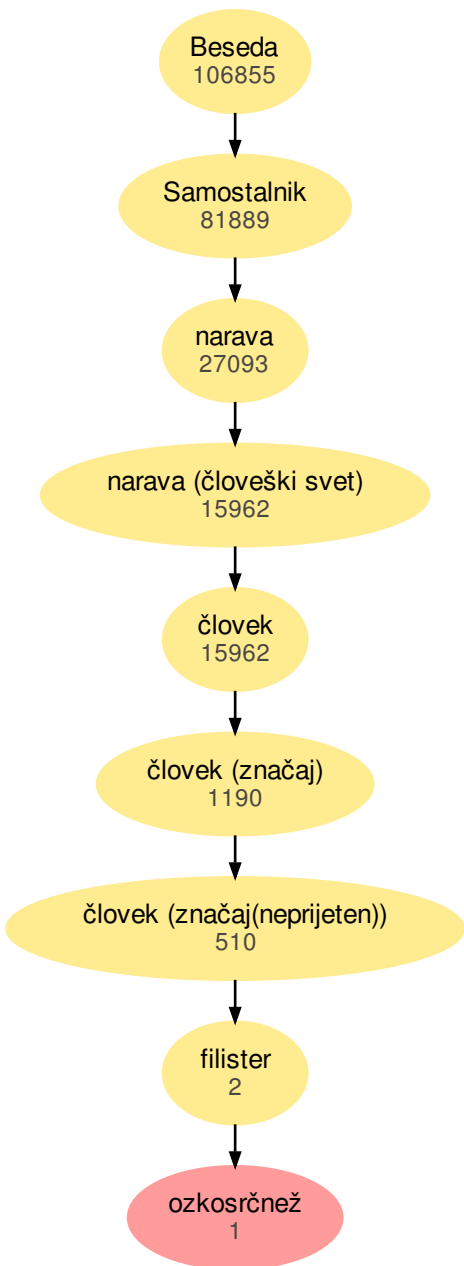 Beseda
106855
Samostalnik
81889
narava
27093
narava (človeški svet)
15962
človek
15962
človek (značaj)
1190
človek (značaj(neprijeten))
510
filister
2
ozkosrčnež
1